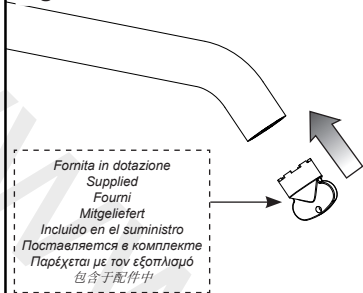 Fornita in dotazione
Supplied
Fourni
Mitgeliefert
Incluido en el suministro
Поставляется в комплекте
Παρέχεται με τον εξοπλισμό
包含于配件中